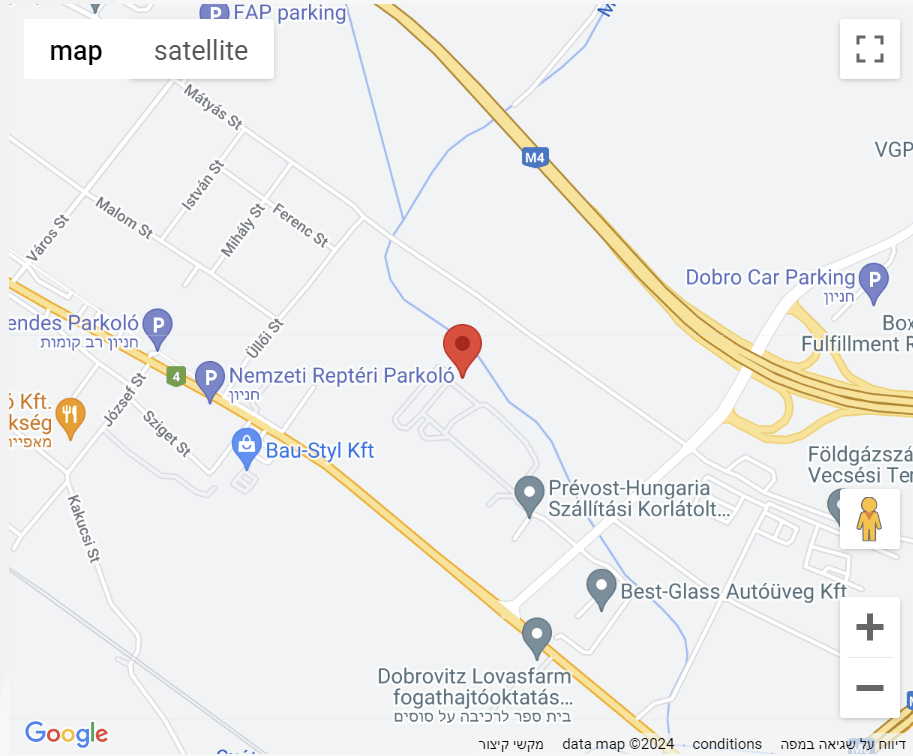 FAP parking
map
satellite
Mátyás St
M4
VGP
István St
Malom St
Mihály St
Ferenc St
Város St
Dobro Car Parking
חניון
endes Parkoló
חניון רב קומות
Üllői St
Box
Fulfillment R
4
Nemzeti Reptéri Parkoló
חניון
József St
ó Kft.
kség
מאפייה
Sziget St
Bau-Styl Kft
Földgázszá
Vecsési Ter
Prévost-Hungaria
Szállítási Korlátolt...
Kakucsi St
Best-Glass Autóüveg Kft
Dobrovitz Lovasfarm
fogathajtóoktatás...
בית ספר לרכיבה על סוסים
Google
מקשי קיצור
data map ©2024
conditions
דיווח על שגיאה במפה